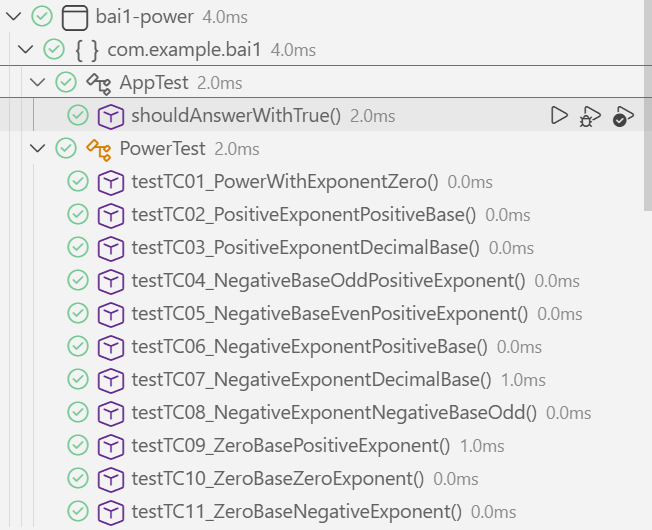 bai1-power 4.0ms
{ } com.example.bai1 4.0ms
AppTest 2.0ms
shouldAnswerWithTrue() 2.0ms
PowerTest 2.0ms
testTC01_PowerWithExponentZero() 0.0ms
testTC02_PositiveExponentPositiveBase() 0.0ms
testTC03_PositiveExponentDecimalBase() 0.0ms
testTC04_NegativeBaseOddPositiveExponent() 0.0ms
testTC05_NegativeBaseEvenPositiveExponent() 0.0ms
testTC06_NegativeExponentPositiveBase() 0.0ms
testTC07_NegativeExponentDecimalBase() 1.0ms
testTC08_NegativeExponentNegativeBaseOdd() 0.0ms
testTC09_ZeroBasePositiveExponent() 1.0ms
testTC10_ZeroBaseZeroExponent() 0.0ms
testTC11_ZeroBaseNegativeExponent() 0.0ms